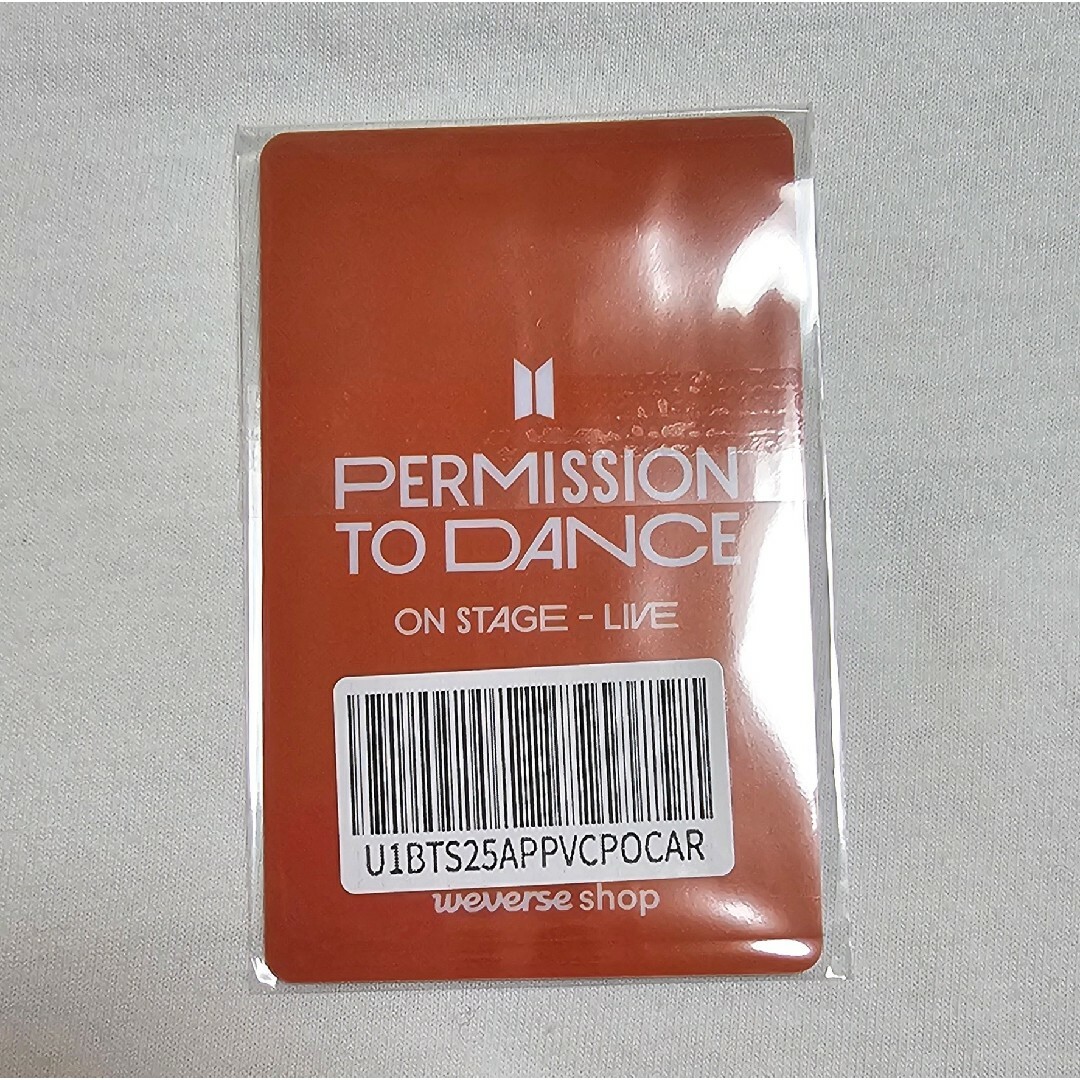 PERMISSION
TO DANCE
ON STAGE - LIVE
U1BTS25APPVCPOCAR
weverse shop